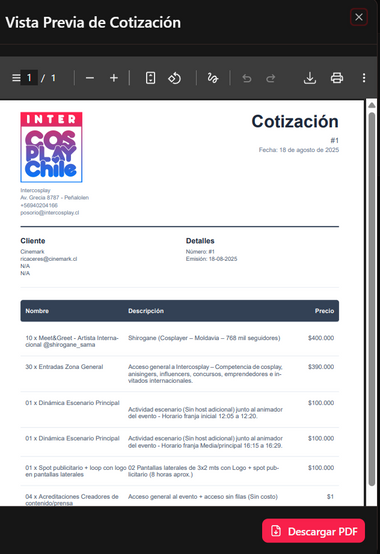 Vista Previa de Cotización
1 / 1
INTER
COS
PLAY
Chile
Cotización
#1
Fecha: 18 de agosto de 2025
Intercosplay
Av. Grecia 8787 - Peñalolen
+56940204166
posorio@intercosplay.cl
Cliente
Detalles
Cinemark
Número: #1
ricaceres@cinemark.cl
Emisión: 18-08-2025
N/A
N/A
Nombre Descripción Precio
10 x Meet&Greet - Artista Interna- Shirogane (Cosplayer – Moldavia – 768 mil seguidores) $400.000
cional @shirogane_sama
30 x Entradas Zona General Acceso general a Intercosplay – Competencia de cosplay, $390.000
anisingers, influencers, concursos, emprendedores e in-
vitados internacionales.
01 x Dinámica Escenario Principal $100.000
Actividad escenario (Sin host adicional) junto al animador
del evento - Horario franja inicial 12:05 a 12:20.
01 x Dinámica Escenario Principal $100.000
Actividad escenario (Sin host adicional) junto al animador
del evento - Horario franja Media/principal 16:15 a 16:29.
01 x Spot publicitario + loop con logo 02 Pantallas laterales de 3x2 mts con Logo + spot pub- $100.000
en pantallas laterales licitario (8 horas aprox.)
04 x Acreditaciones Creadores de Acceso general al evento + acceso sin filas (Sin costo) $1
contenido/prensa
Descargar PDF